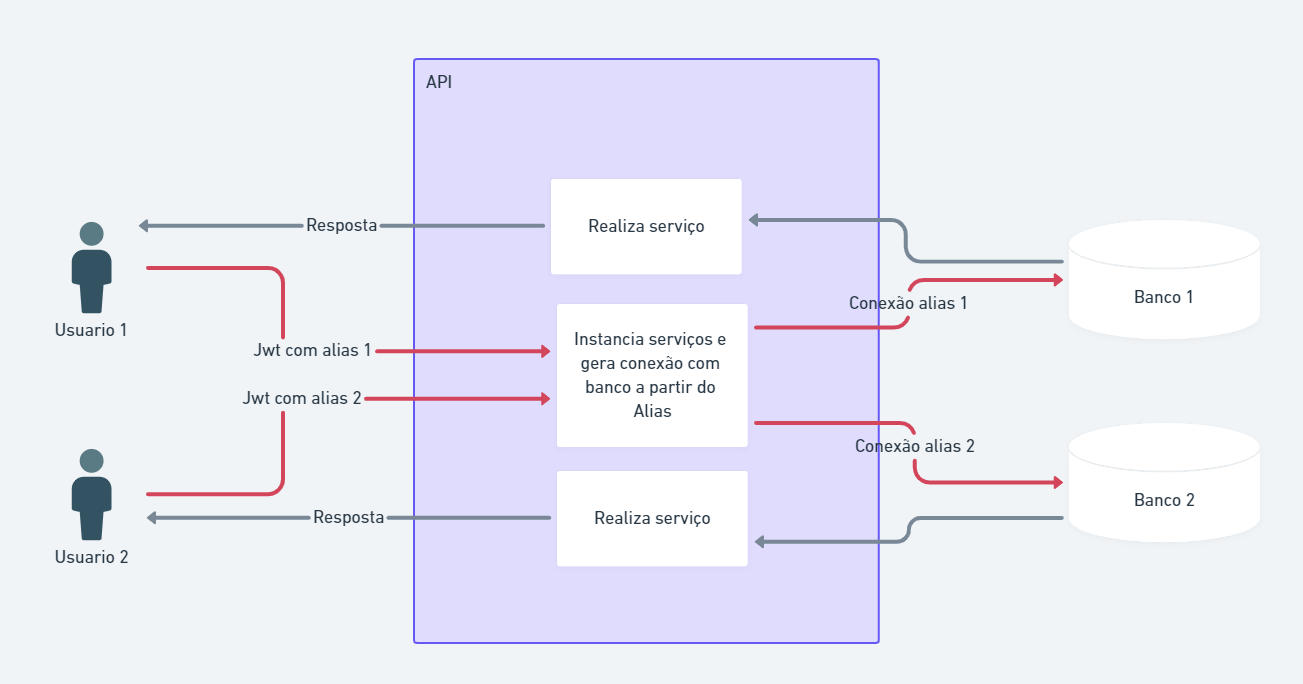 API
Resposta
Realiza serviço
Usuario 1
Conexão alias 1
Banco 1
Jwt com alias 1
Instancia serviços e
gera conexão com
banco a partir do
Alias
Jwt com alias 2
Conexão alias 2
Banco 2
Resposta
Realiza serviço
Usuario 2